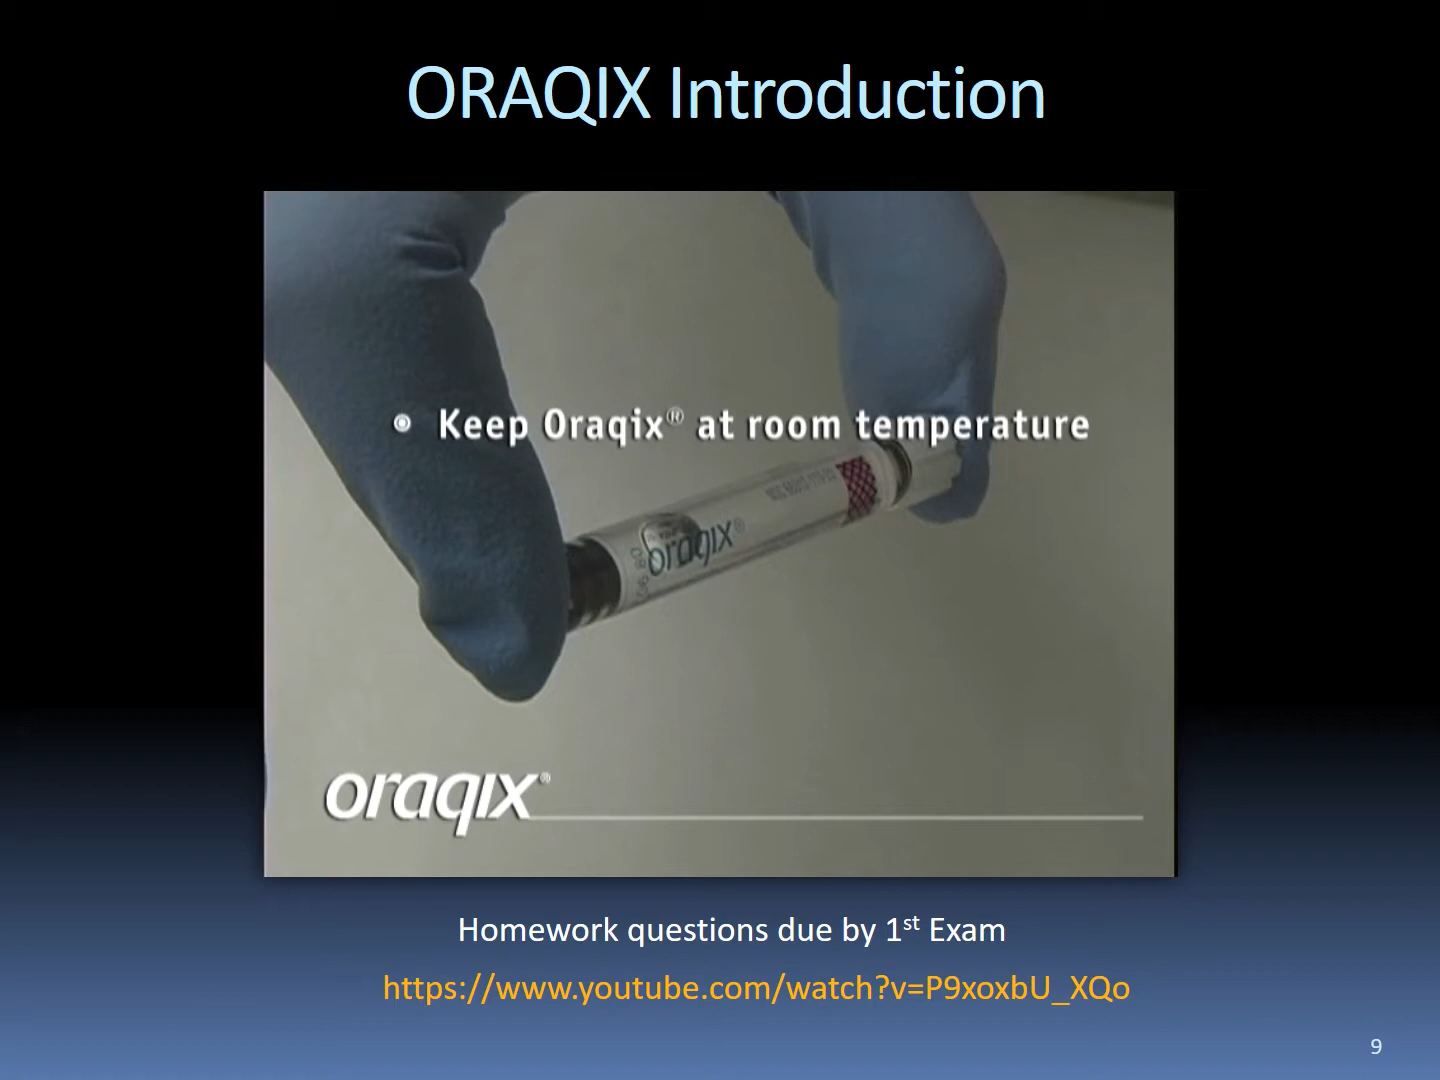 ORAQIX Introduction
● Keep Oraqix® at room temperature
oraqix®
oraqix®
Homework questions due by 1st Exam
https://www.youtube.com/watch?v=P9xoxbU_XQo
9